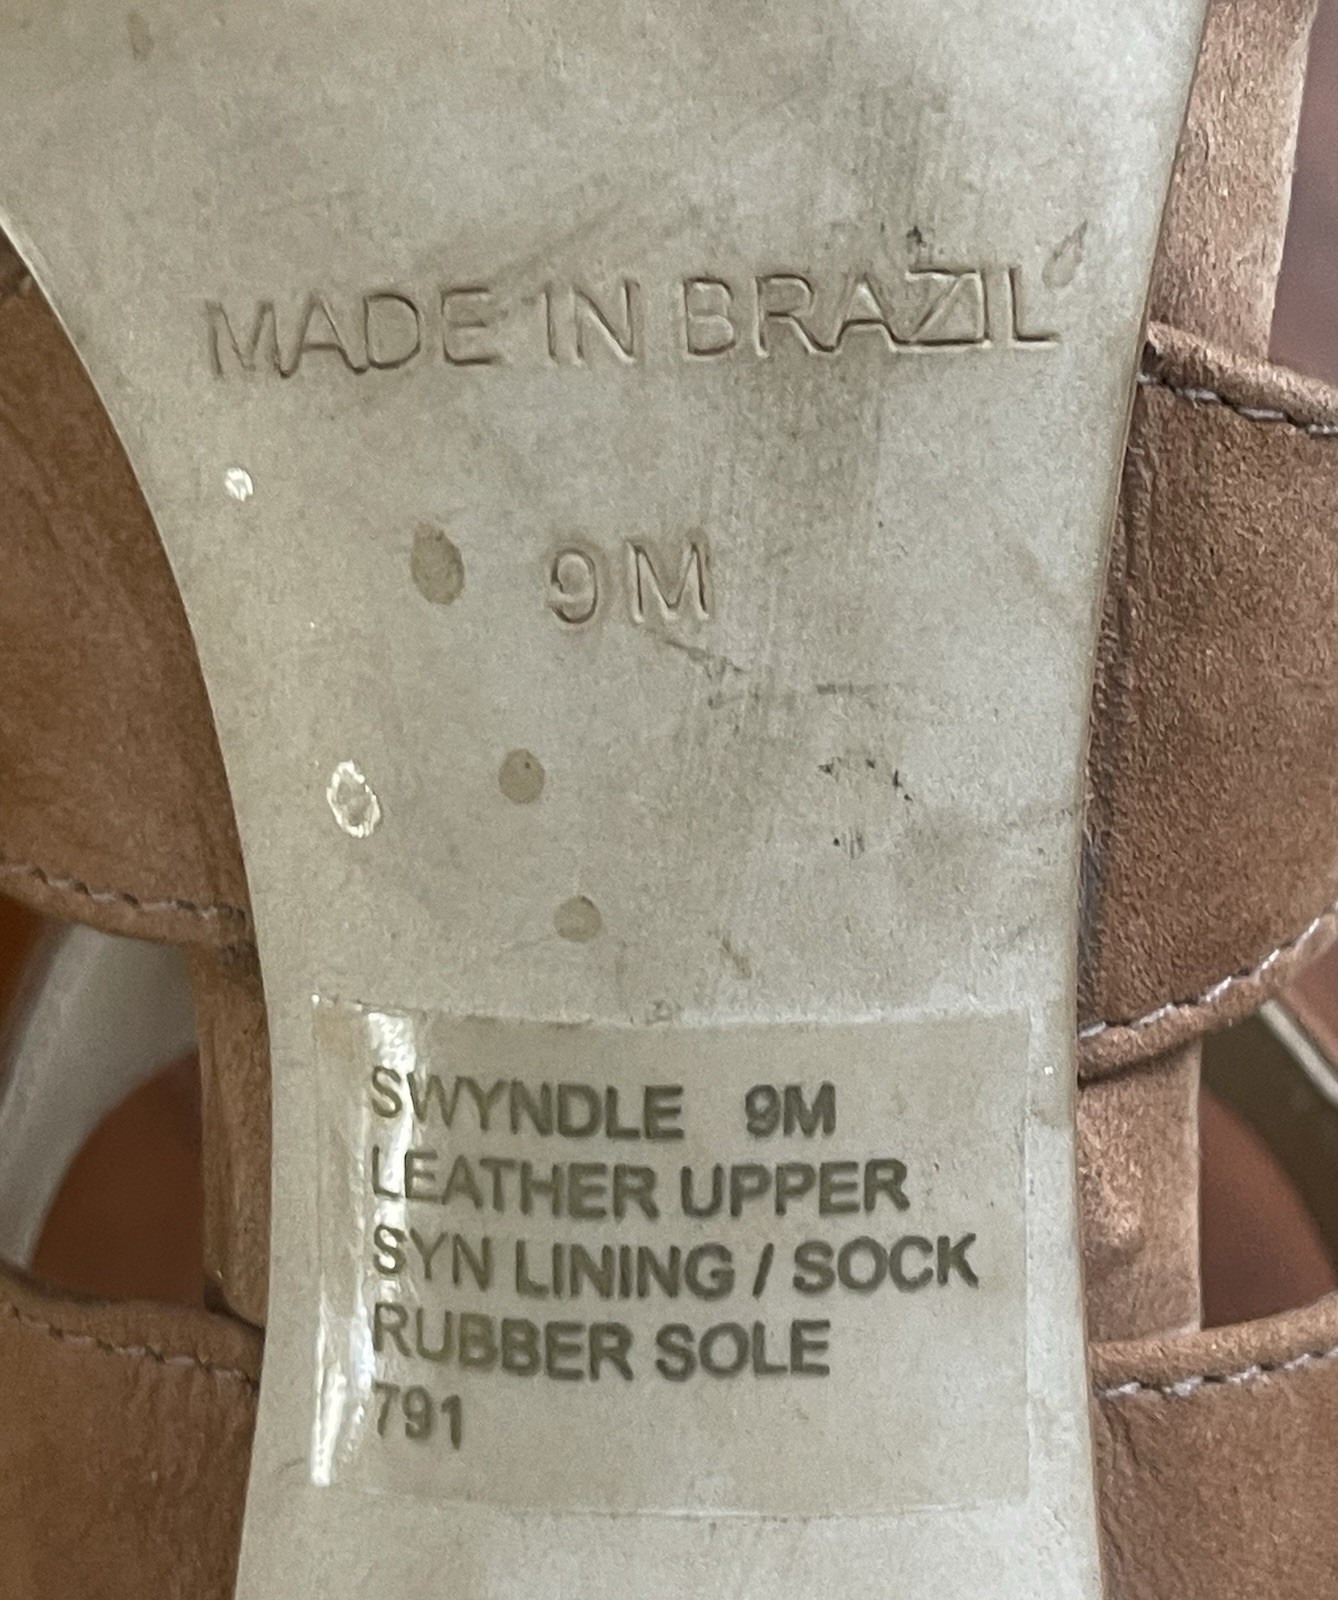 MADE IN BRAZIL
9M
SWYNDLE 9M
LEATHER UPPER
SYN LINING / SOCK
RUBBER SOLE
791